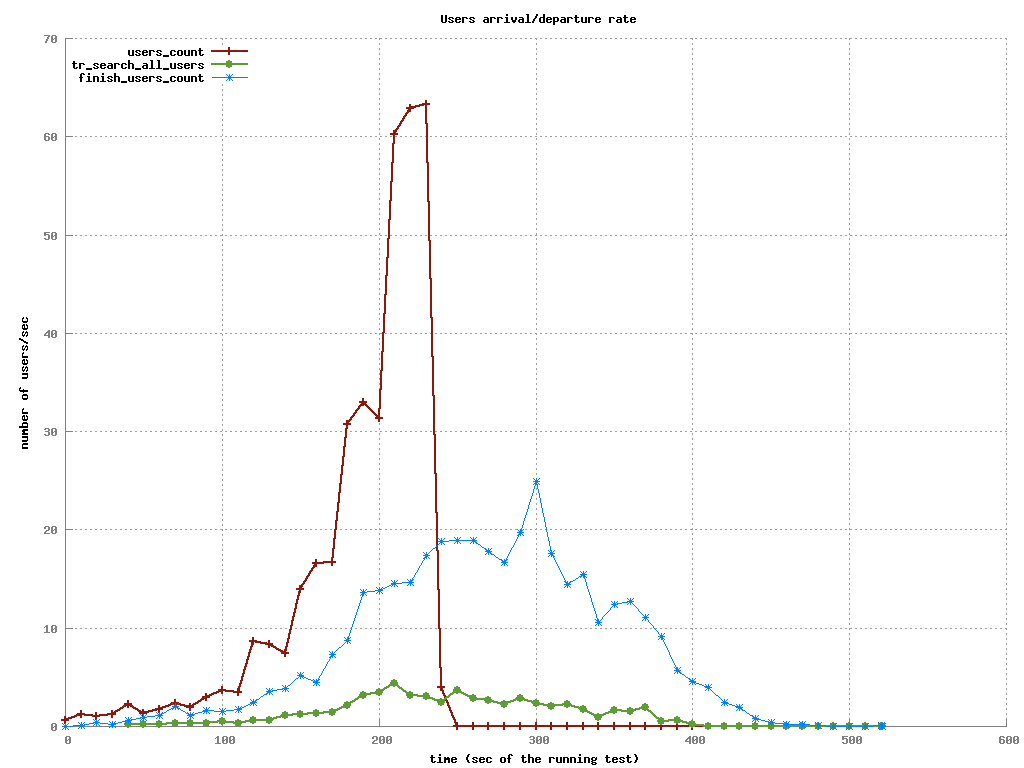 Users arrival/departure rate
users_count
tr_search_all_users
finish_users_count
70
60
50
40
30
20
10
0
number of users/sec
0 100 200 300 400 500 600
time (sec of the running test)